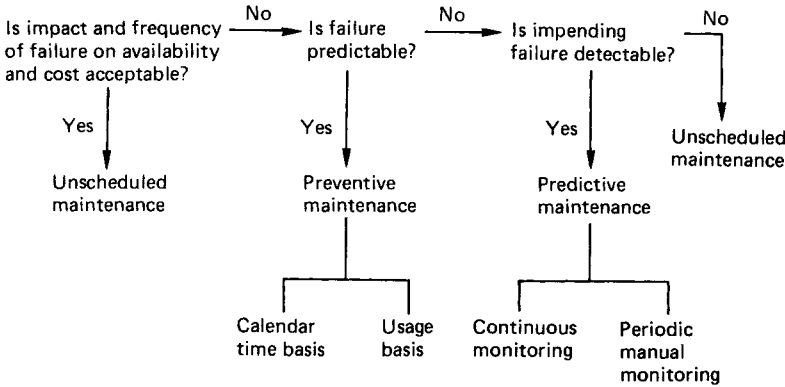 Is impact and frequency
of failure on availability
and cost acceptable?
No
Is failure
predictable?
No
Is impending
failure detectable?
No
Yes
Yes
Yes
Unscheduled
maintenance
Unscheduled
maintenance
Preventive
maintenance
Predictive
maintenance
Calendar
time basis
Usage
basis
Continuous
monitoring
Periodic
manual
monitoring